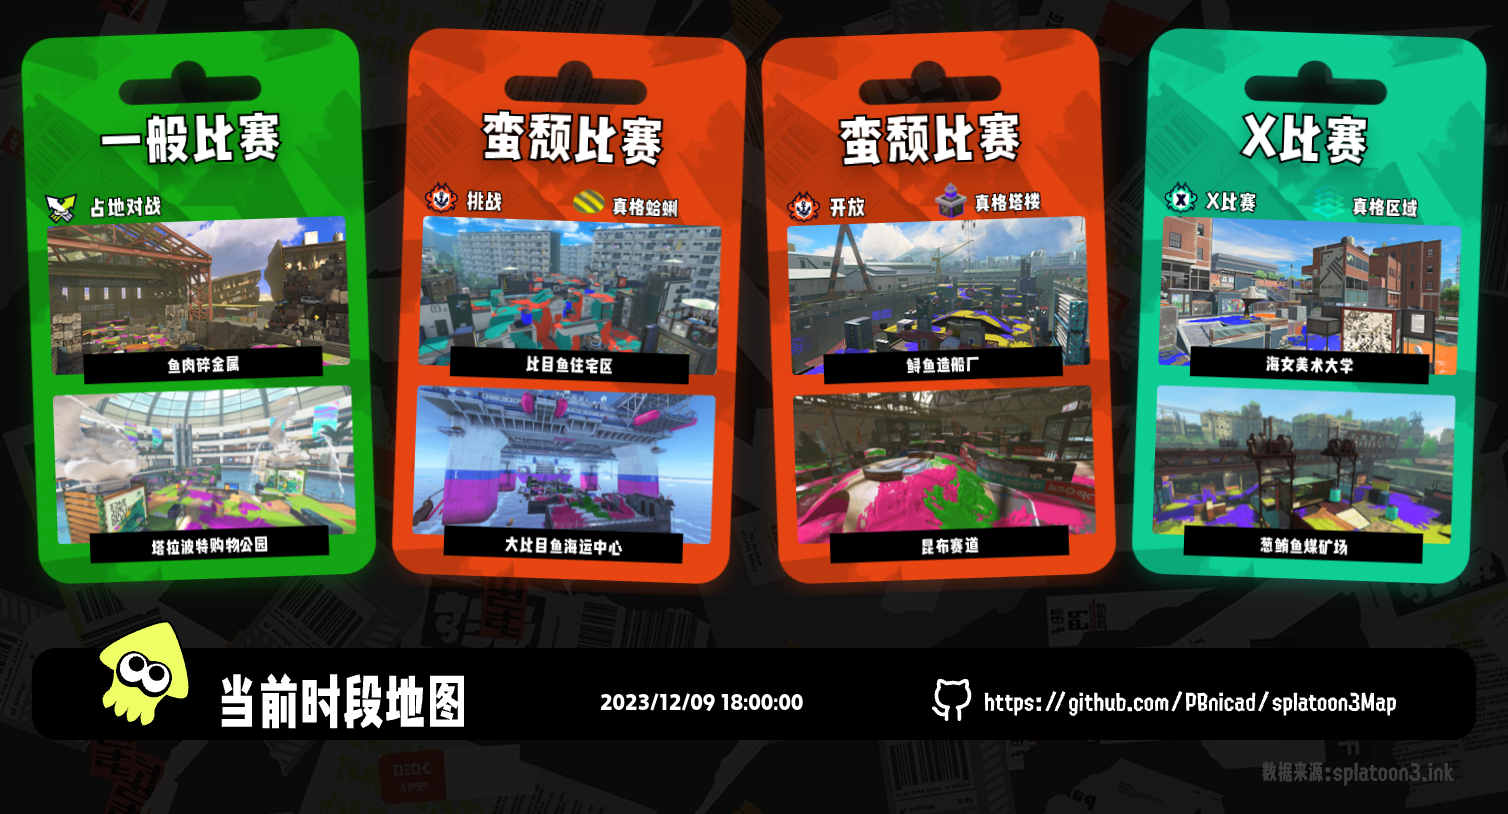 一般比赛
占地对战
鱼肉碎金属
塔拉波特购物公园
蛮颓比赛
挑战
真格蛤蜊
比目鱼住宅区
大比目鱼海运中心
蛮颓比赛
开放
真格塔楼
鲟鱼造船厂
昆布赛道
X比赛
X比赛
真格区域
海女美术大学
葱鲔鱼煤矿场
当前时段地图
2023/12/09 18:00:00
https://github.com/PBnicad/splatoon3Map
数据来源:splatoon3.ink